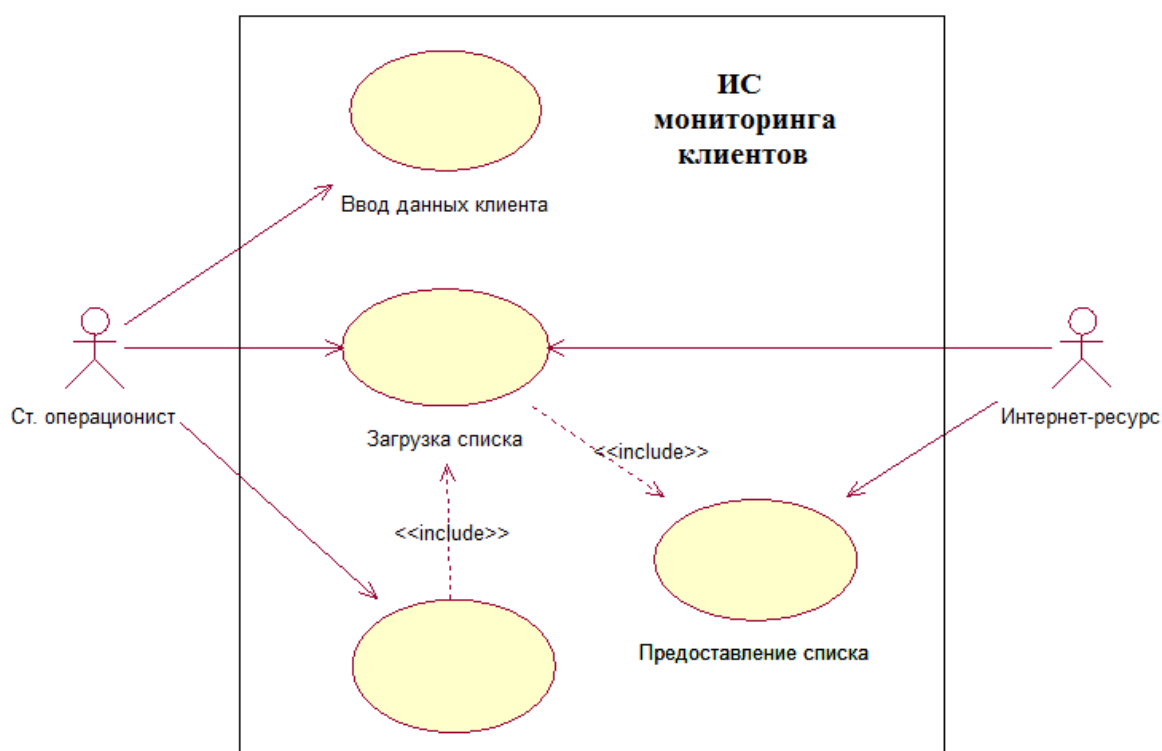 ИС
мониторинга
клиентов
Ввод данных клиента
Ст. операционист
Загрузка списка
Интернет-ресурс
<<include>>
<<include>>
Предоставление списка